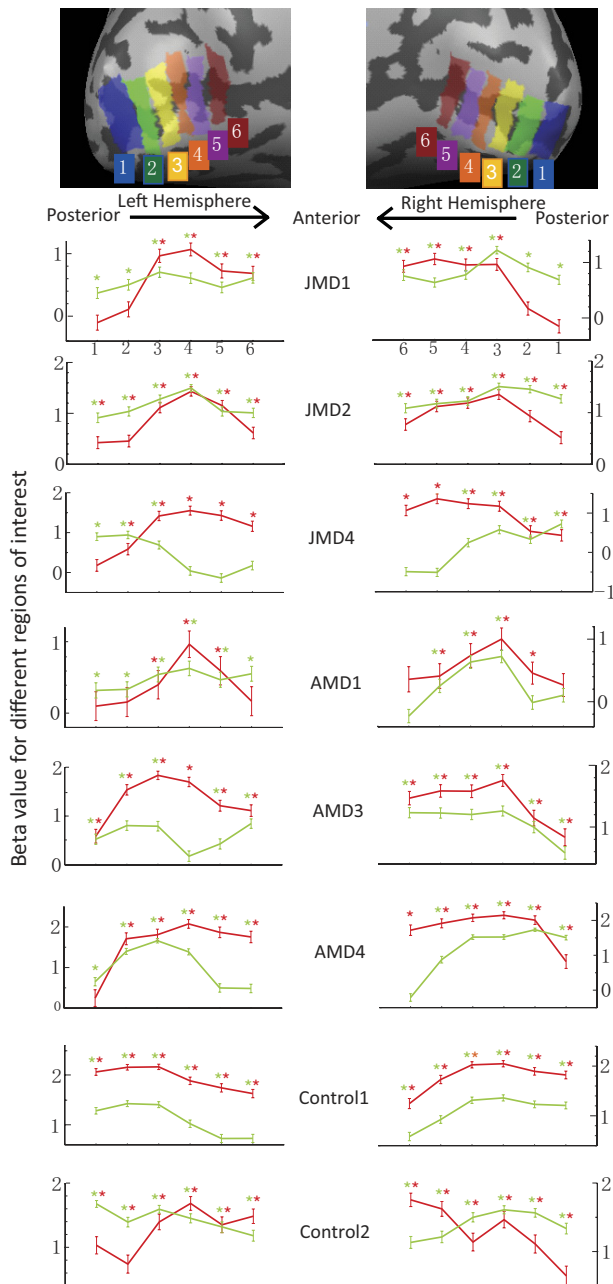 1 2 3 4 5 6
6 5 4 3 2 1
Left Hemisphere
Right Hemisphere
Posterior Anterior Posterior
Beta value for different regions of interest
** ** ** **
* *
1
0
1 2 3 4 5 6
JMD1
** ** ** ** * *
1
0
6 5 4 3 2 1
** ** ** ** ** **
2
1
0
JMD2
** ** ** ** ** **
2
1
0
* * ** * * *
2
1
0
JMD4
* * ** ** ** **
2
1
0
-1
* * ** ** ** *
1
0
AMD1
** ** *
1
0
** ** ** * ** **
2
1
0
AMD3
** ** ** ** ** **
2
1
* ** ** ** ** **
2
1
0
AMD4
* ** ** ** ** **
2
1
0
** ** ** ** ** **
2
1
Control1
** ** ** ** ** **
2
1
** ** ** ** ** **
2
1
Control2
** ** ** ** ** **
2
1